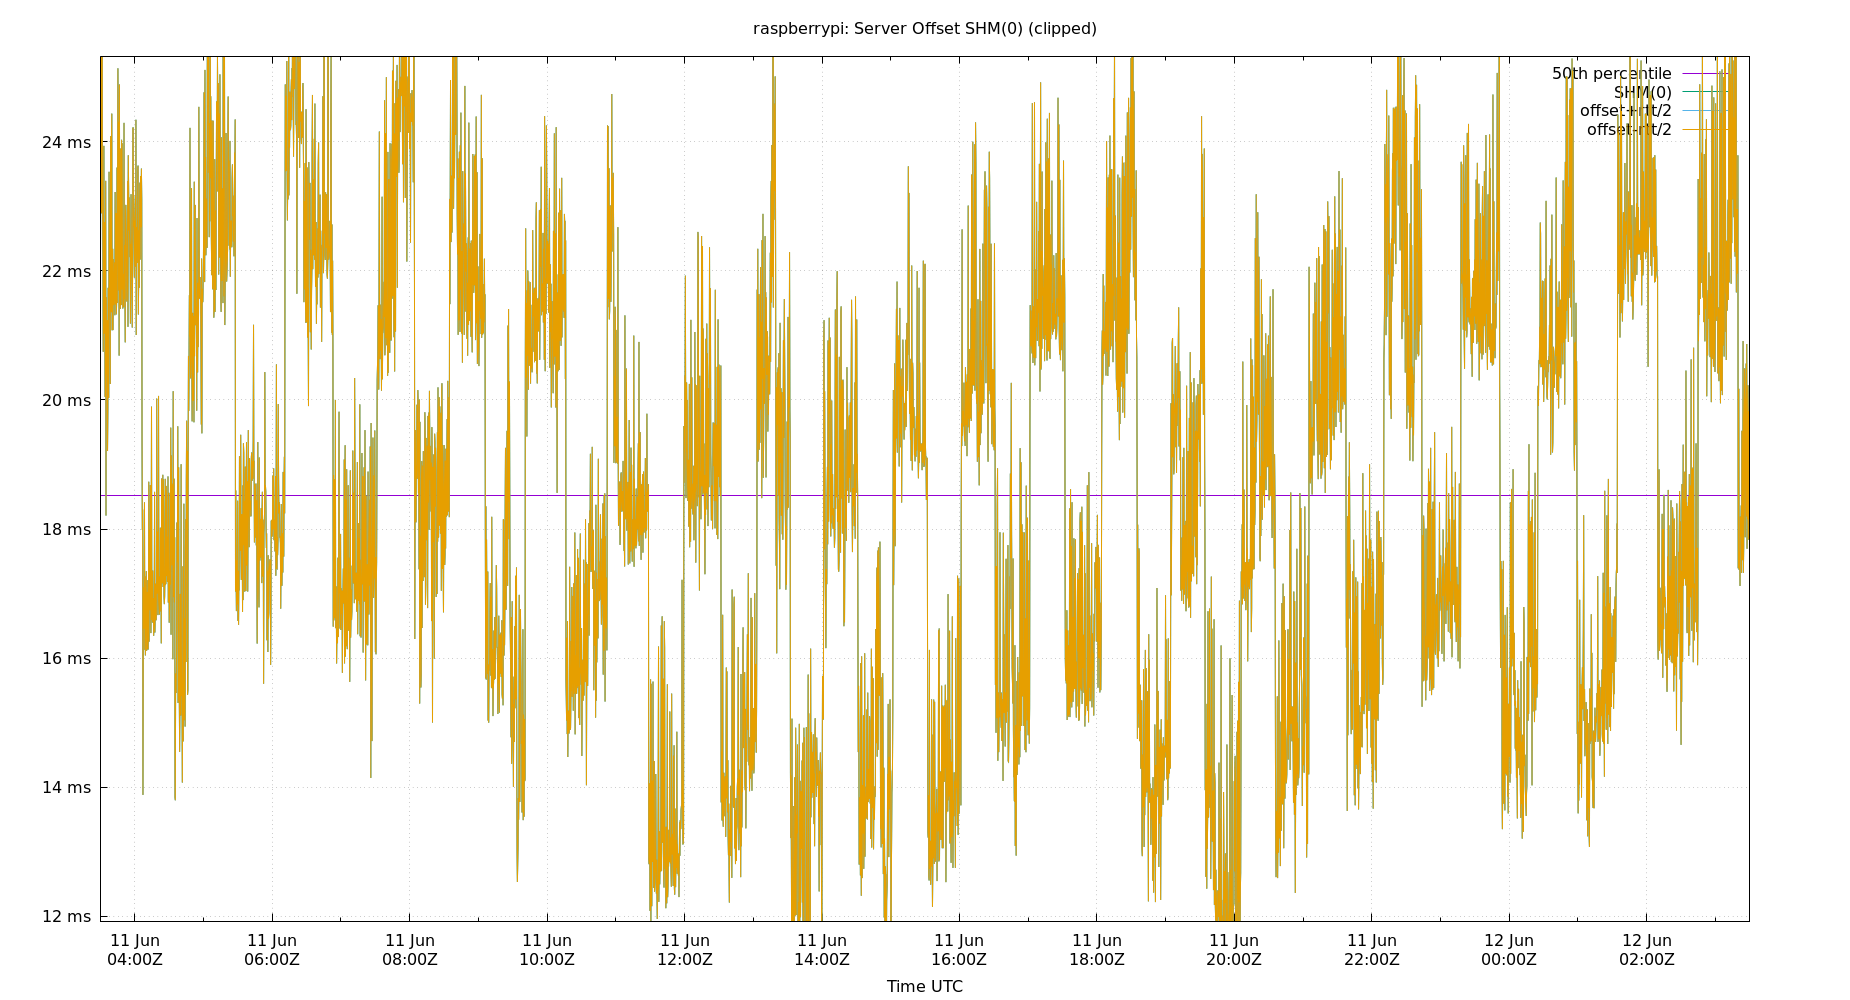 raspberrypi: Server Offset SHM(0) (clipped)
50th percentile
SHM(0)
offset+rtt/2
offset-rtt/2
24 ms
22 ms
20 ms
18 ms
16 ms
14 ms
12 ms
11 Jun 11 Jun 11 Jun 11 Jun 11 Jun 11 Jun 11 Jun 11 Jun 11 Jun 11 Jun 12 Jun 12 Jun
04:00Z 06:00Z 08:00Z 10:00Z 12:00Z 14:00Z 16:00Z 18:00Z 20:00Z 22:00Z 00:00Z 02:00Z
Time UTC